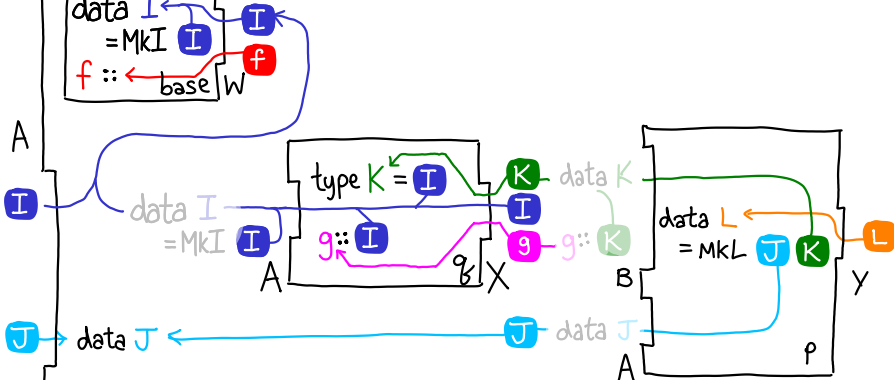 data I
=MkI I
I
f :: f
base W
A
I
data I
=MkI I
A
type K = I
g :: I
q X
K
I
g
data K
g :: K
B
data L
= MkL J K
L
Y
J
data J
J
data J
A
P